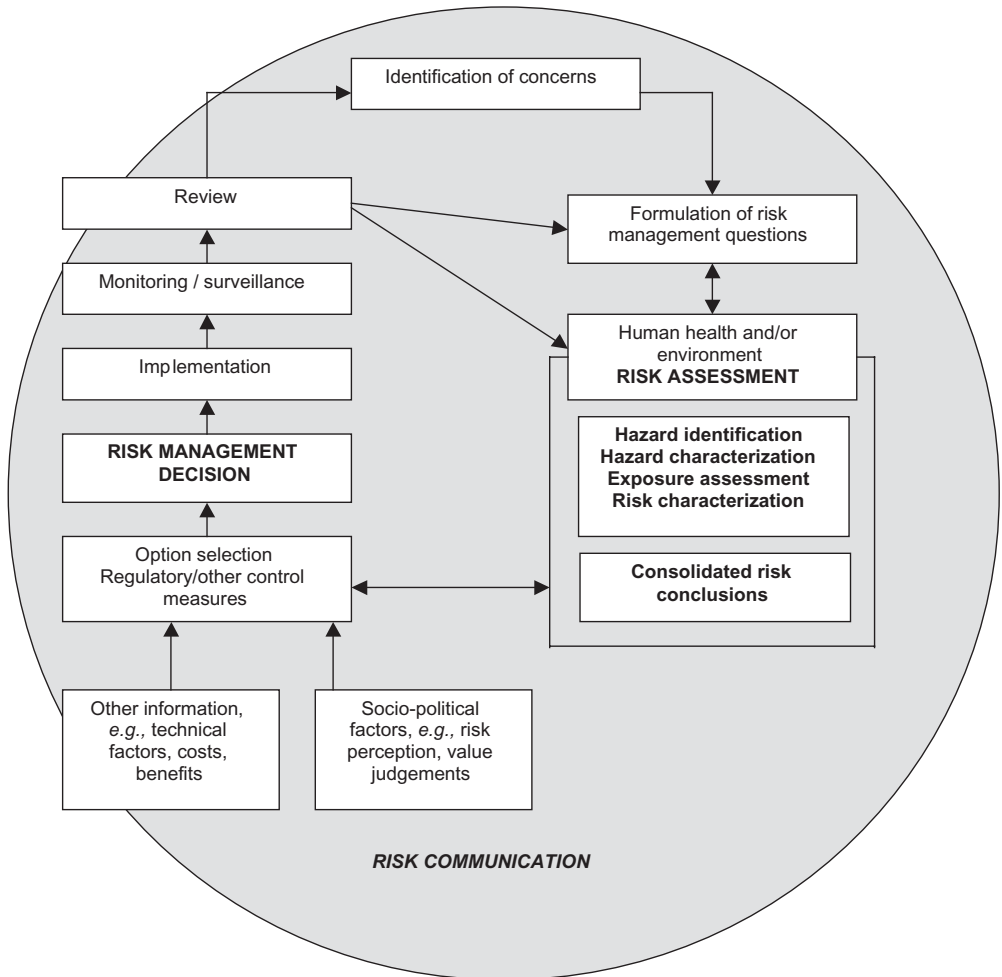 Identification of concerns
Review
Formulation of risk
management questions
Monitoring / surveillance
Human health and/or
environment
RISK ASSESSMENT
Implementation
Hazard identification
Hazard characterization
Exposure assessment
Risk characterization
RISK MANAGEMENT
DECISION
Option selection
Regulatory/other control
measures
Consolidated risk
conclusions
Other information,
e.g., technical
factors, costs,
benefits
Socio-political
factors, e.g., risk
perception, value
judgements
RISK COMMUNICATION